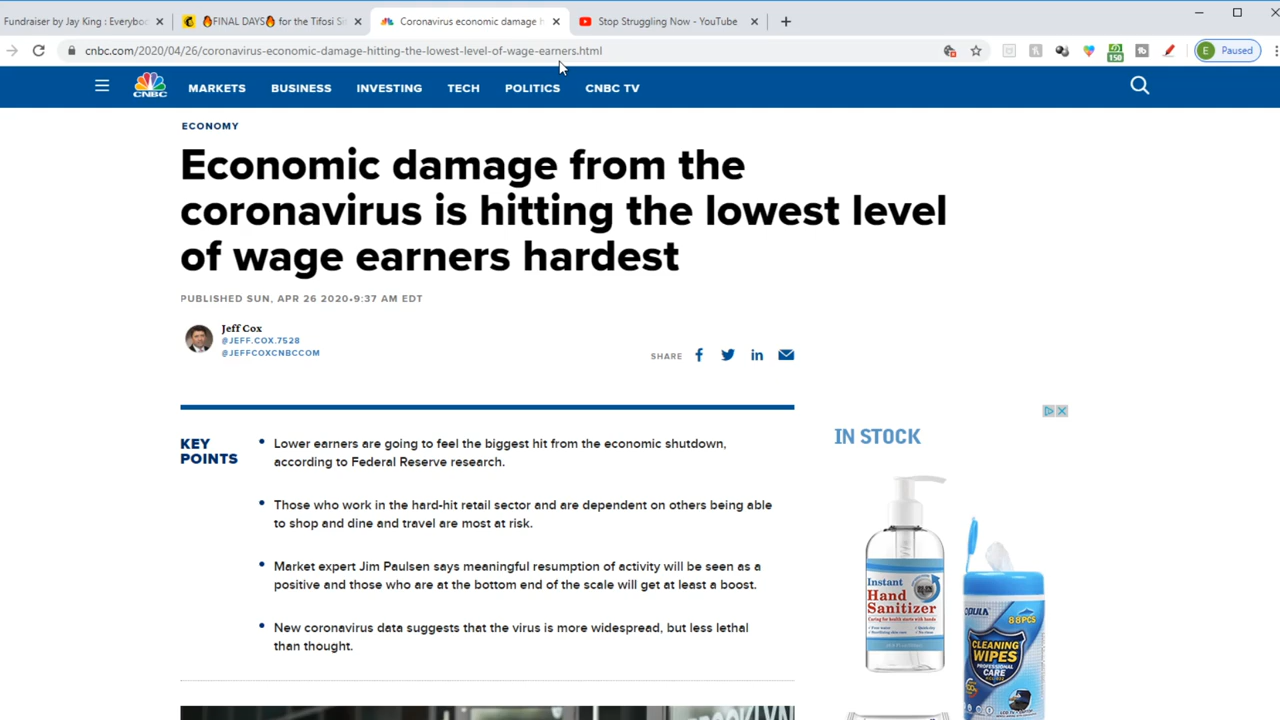 Fundraiser by Jay King : Everyboc
🔥FINAL DAYS🔥 for the Tifosi Si
Coronavirus economic damage h
Stop Struggling Now - YouTube
cnbc.com/2020/04/26/coronavirus-economic-damage-hitting-the-lowest-level-of-wage-earners.html
150
E Paused
CNBC
MARKETS BUSINESS INVESTING TECH POLITICS CNBC TV
ECONOMY
Economic damage from the
coronavirus is hitting the lowest level
of wage earners hardest
PUBLISHED SUN, APR 26 2020•9:37 AM EDT
Jeff Cox
@JEFF.COX.7528
@JEFFCOXCNBCCOM
SHARE
KEY
POINTS
• Lower earners are going to feel the biggest hit from the economic shutdown,
according to Federal Reserve research.
• Those who work in the hard-hit retail sector and are dependent on others being able
to shop and dine and travel are most at risk.
• Market expert Jim Paulsen says meaningful resumption of activity will be seen as a
positive and those who are at the bottom end of the scale will get at least a boost.
• New coronavirus data suggests that the virus is more widespread, but less lethal
than thought.
IN STOCK
Instant
Hand
Sanitizer
88PCS
CLEANING
WIPES
PROFESSIONAL
CARE